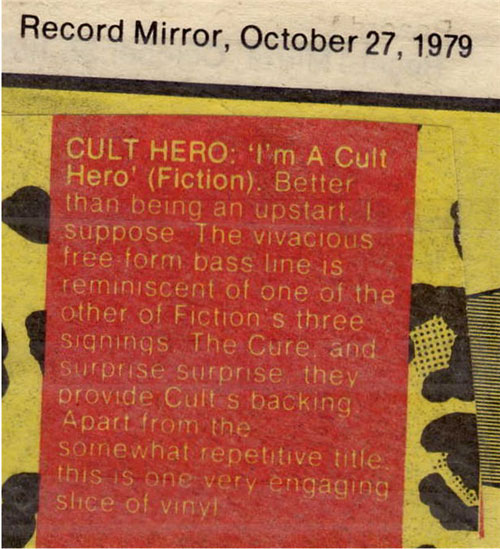 Record Mirror, October 27, 1979
CULT HERO: 'I'm A Cult
Hero' (Fiction). Better
than being an upstart, I
suppose. The vivacious
free-form bass line is
reminiscent of one of the
other of Fiction's three
signings, The Cure, and
surprise surprise they
provide Cult's backing.
Apart from the
somewhat repetitive title,
this is one very engaging
slice of vinyl.